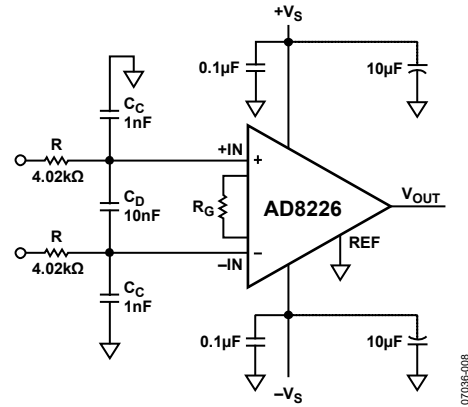 +VS
0.1µF
10µF
CC
1nF
R
4.02kΩ
+IN
+
CD
10nF
RG
AD8226
VOUT
R
4.02kΩ
−
−IN
REF
CC
1nF
0.1µF
10µF
−VS
07036-008